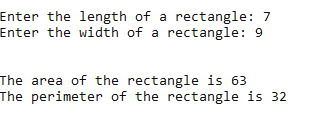 Enter the length of a rectangle: 7
Enter the width of a rectangle: 9
The area of the rectangle is 63
The perimeter of the rectangle is 32